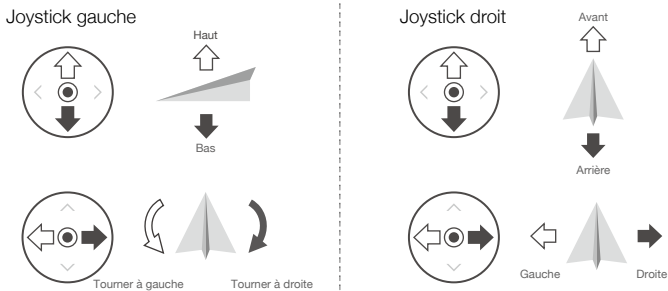 Joystick gauche
Haut
Bas
Tourner à gauche
Tourner à droite
Joystick droit
Avant
Arrière
Gauche
Droite